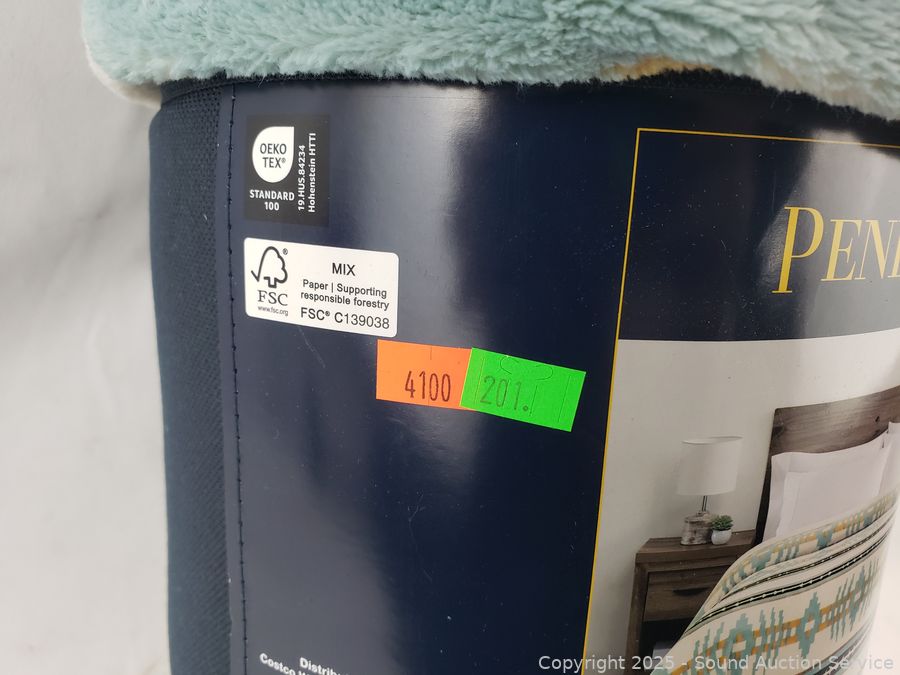 OEKO
TEX®
STANDARD
100
19.HUS.84234
Hohenstein HTTI
FSC
www.fsc.org
MIX
Paper | Supporting
responsible forestry
FSC® C139038
4100
201.
PEN
Distrib
Costco
Copyright 2025 - Sound Auction Service